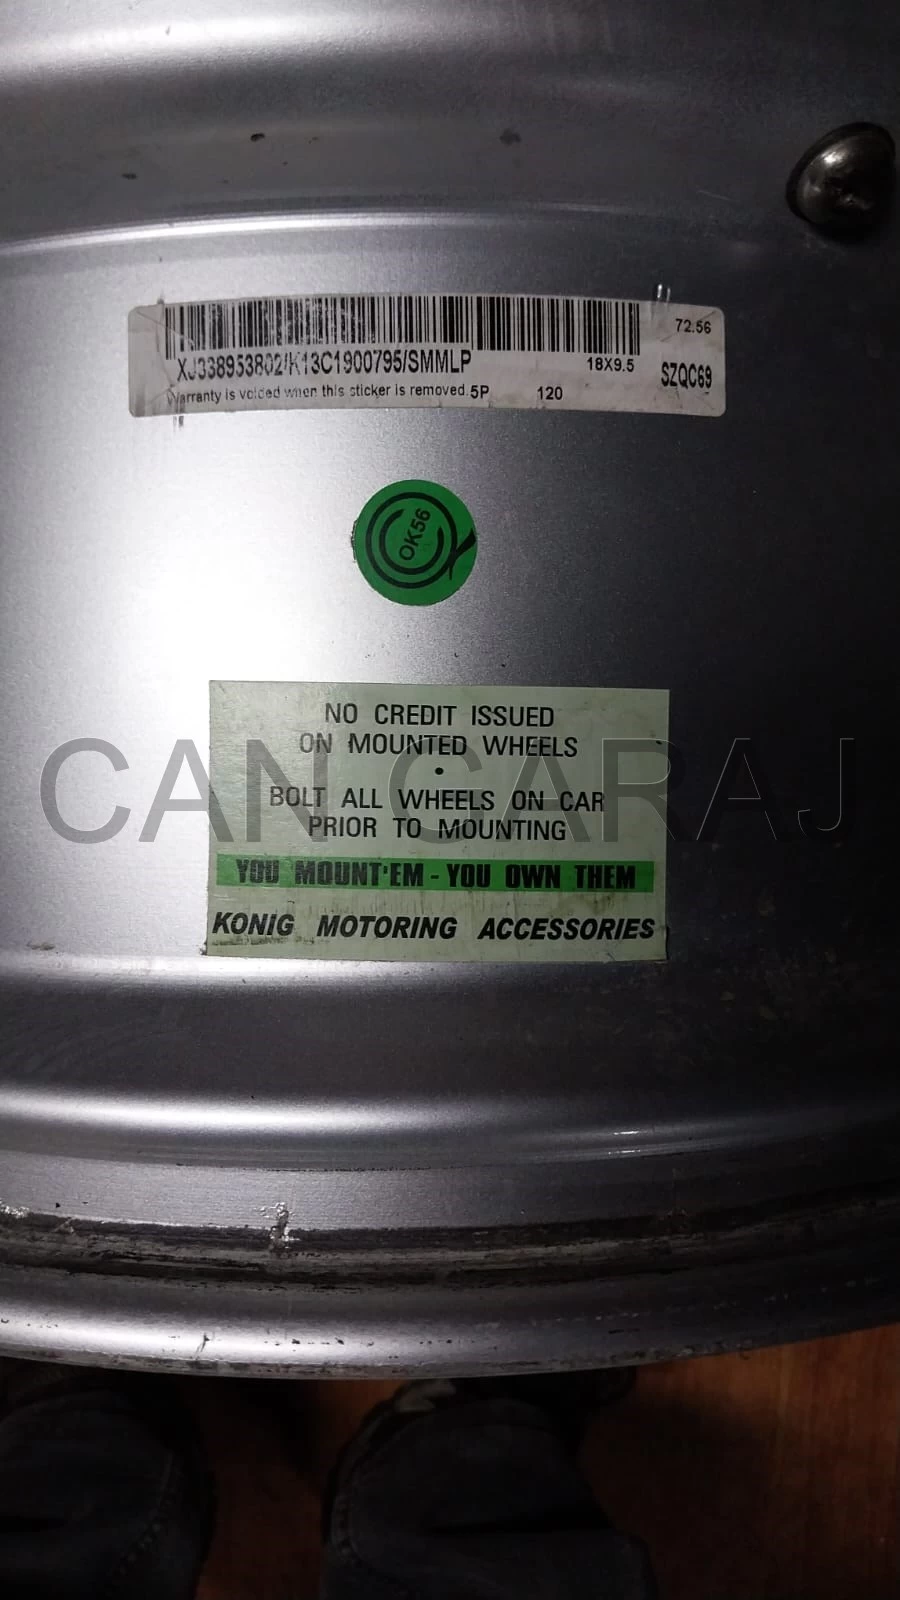 72.56
XJ338953802/K13C1900795/SMMLP
18X9.5
SZQC69
Warranty is voided when this sticker is removed.
5P
120
OK56
NO CREDIT ISSUED
ON MOUNTED WHEELS
•
BOLT ALL WHEELS ON CAR
PRIOR TO MOUNTING
YOU MOUNT'EM - YOU OWN THEM
KONIG MOTORING ACCESSORIES
CAN GARAJ